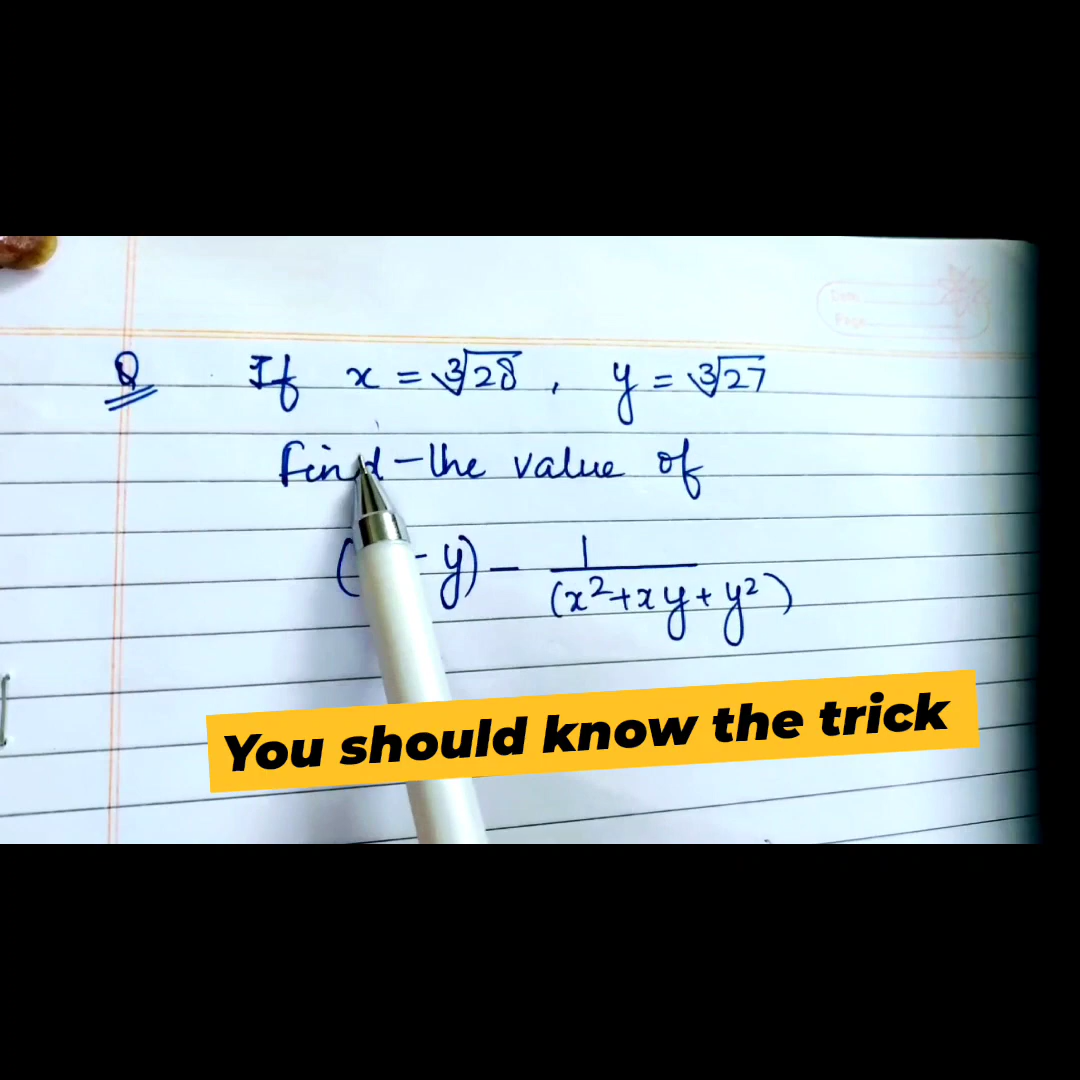 Q If x = ∛28 , y = ∛27
Find the value of
( - y) - 1/(x²+xy+y²)
You should know the trick